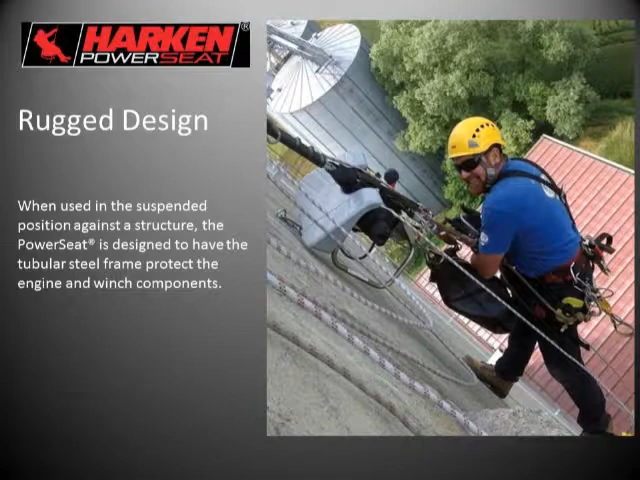 HARKEN®
POWERSEAT
Rugged Design
When used in the suspended
position against a structure, the
PowerSeat® is designed to have the
tubular steel frame protect the
engine and winch components.